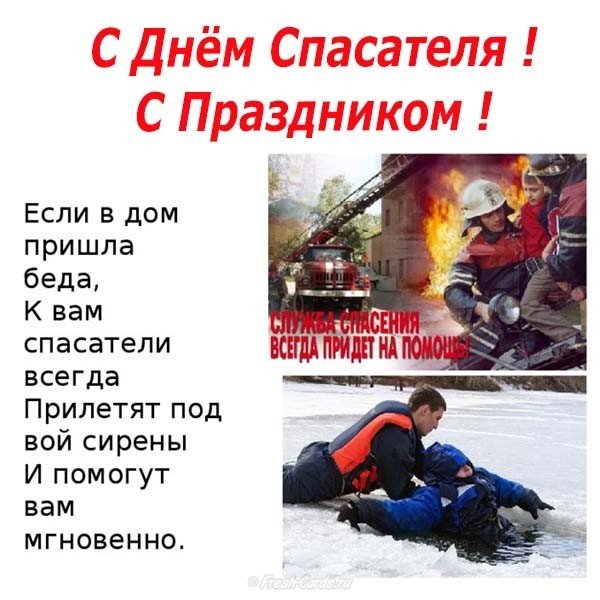 С Днём Спасателя !
С Праздником !
Если в дом
пришла
беда,
К вам
спасатели
всегда
Прилетят под
вой сирены
И помогут
вам
мгновенно.
СЛУЖБА СПАСЕНИЯ
ВСЕГДА ПРИДЕТ НА ПОМОЩЬ!
© Fresh-Cards.ru